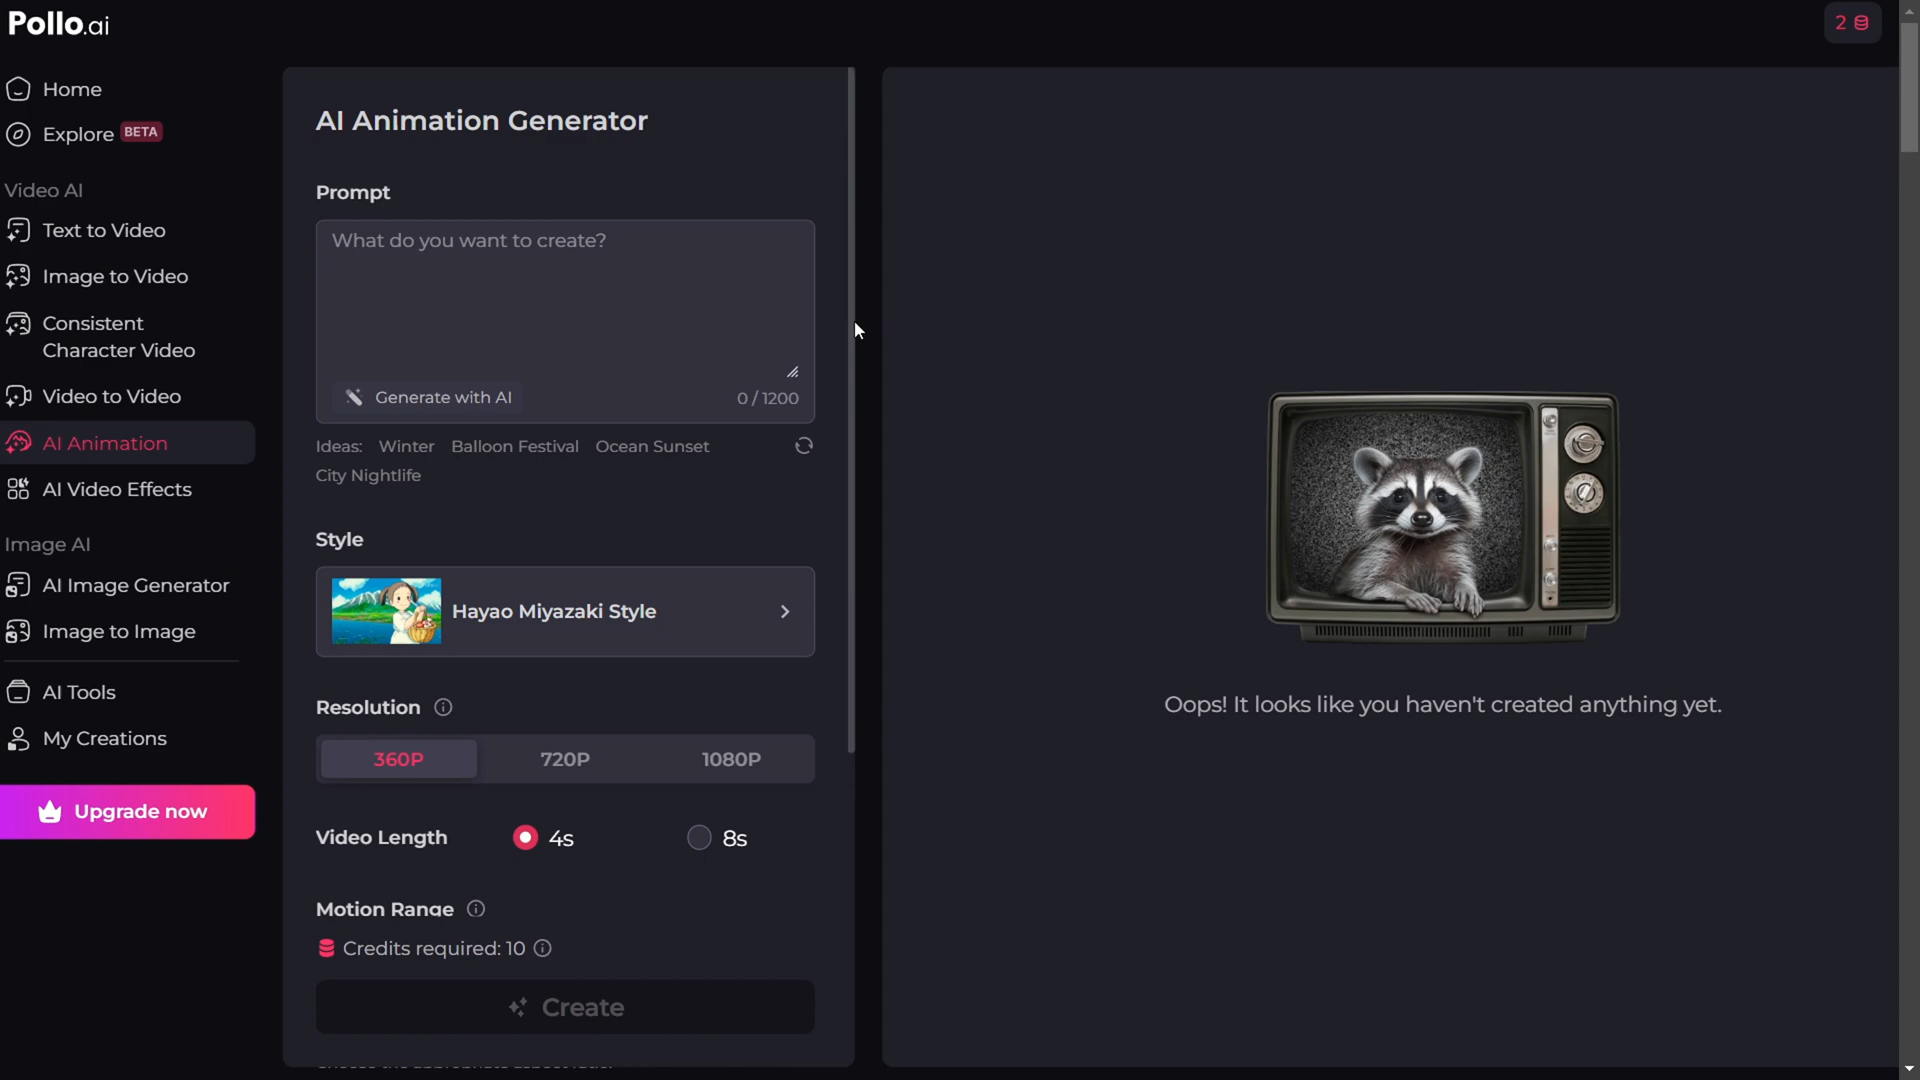 Pollo.ai
2
Home
Explore BETA
Video AI
Text to Video
Image to Video
Consistent
Character Video
Video to Video
AI Animation
AI Video Effects
Image AI
AI Image Generator
Image to Image
AI Tools
My Creations
Upgrade now
AI Animation Generator
Prompt
What do you want to create?
Generate with AI
0 / 1200
Ideas: Winter Balloon Festival Ocean Sunset
City Nightlife
Style
Hayao Miyazaki Style
Resolution
360P 720P 1080P
Video Length 4s 8s
Motion Range
Credits required: 10
Create
Oops! It looks like you haven't created anything yet.